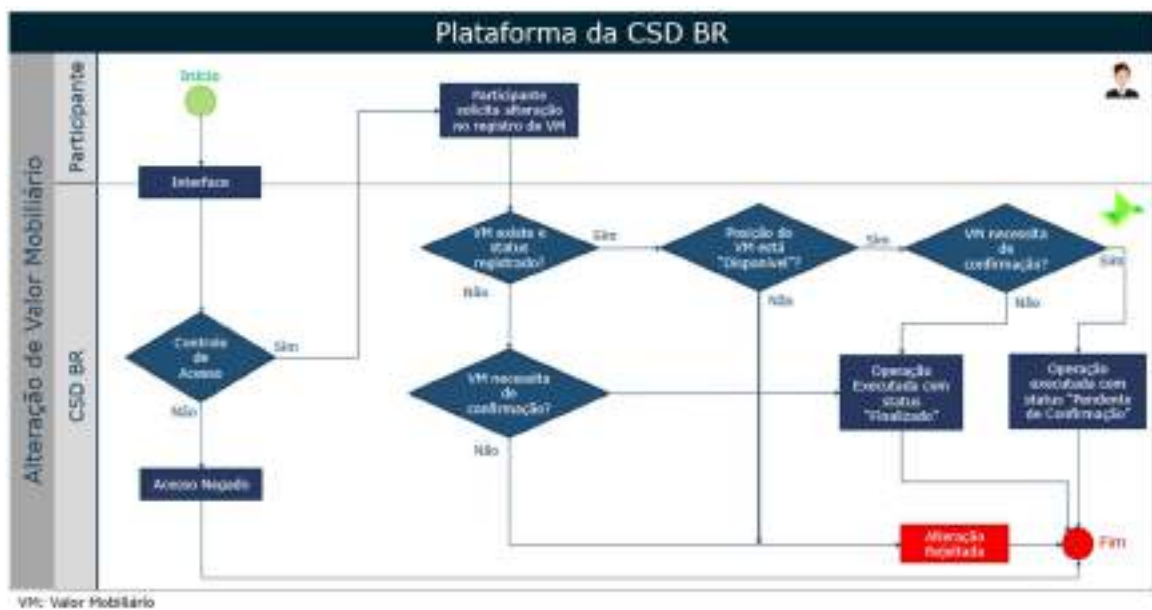 Plataforma da CSD BR
Alteração de Valor Mobiliário
Participante
CSD BR
Início
Interface
Participante
solicita alteração
no registro de VM
Controle
de
Acesso
Sim
Não
Acesso Negado
VM existe e
status
registrado?
Sim
Não
Posição do
VM está
"Disponível"?
Sim
Não
VM necessita
de
confirmação?
Sim
Não
VM necessita
de
confirmação?
Não
Operação
Executada com
status
"Finalizado"
Operação
executada com
status "Pendente
de Confirmação"
Alteração
Rejeitada
Fim
VM: Valor Mobiliário